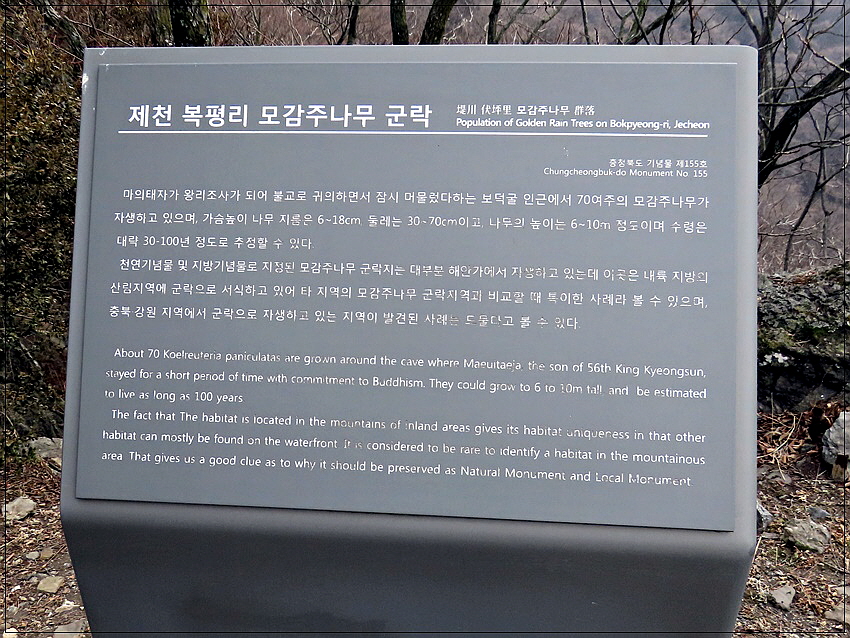 제천 복평리 모감주나무 군락
堤川 伏坪里 모감주나무 群落
Population of Golden Rain Trees on Bokpyeong-ri, Jecheon
충청북도 기념물 제155호
Chungcheongbuk-do Monument No. 155
마의태자가 왕리조사가 되어 불교로 귀의하면서 잠시 머물렀다하는 보덕굴 인근에서 70여주의 모감주나무가
자생하고 있으며, 가슴높이 나무 지름은 6~18cm, 둘레는 30~70cm이고, 나무의 높이는 6~10m 정도이며 수령은
대략 30-100년 정도로 추정할 수 있다.
천연기념물 및 지방기념물로 지정된 모감주나무 군락지는 대부분 해안가에서 자생하고 있는데 이곳은 내륙 지방의
산림지역에 군락으로 서식하고 있어 타 지역의 모감주나무 군락지역과 비교할 때 특이한 사례라 볼 수 있으며,
충북 강원 지역에서 군락으로 자생하고 있는 지역이 발견된 사례는 드물다고 볼 수 있다.
About 70 Koelreuteria paniculatas are grown around the cave where Maeuitaeja, the son of 56th King Kyeongsun,
stayed for a short period of time with commitment to Buddhism. They could grow to 6 to 10m tall, and be estimated
to live as long as 100 years
The fact that The habitat is located in the mountains of inland areas gives its habitat uniqueness in that other
habitat can mostly be found on the waterfront. It is considered to be rare to identify a habitat in the mountainous
area. That gives us a good clue as to why it should be preserved as Natural Monument and Local Monument